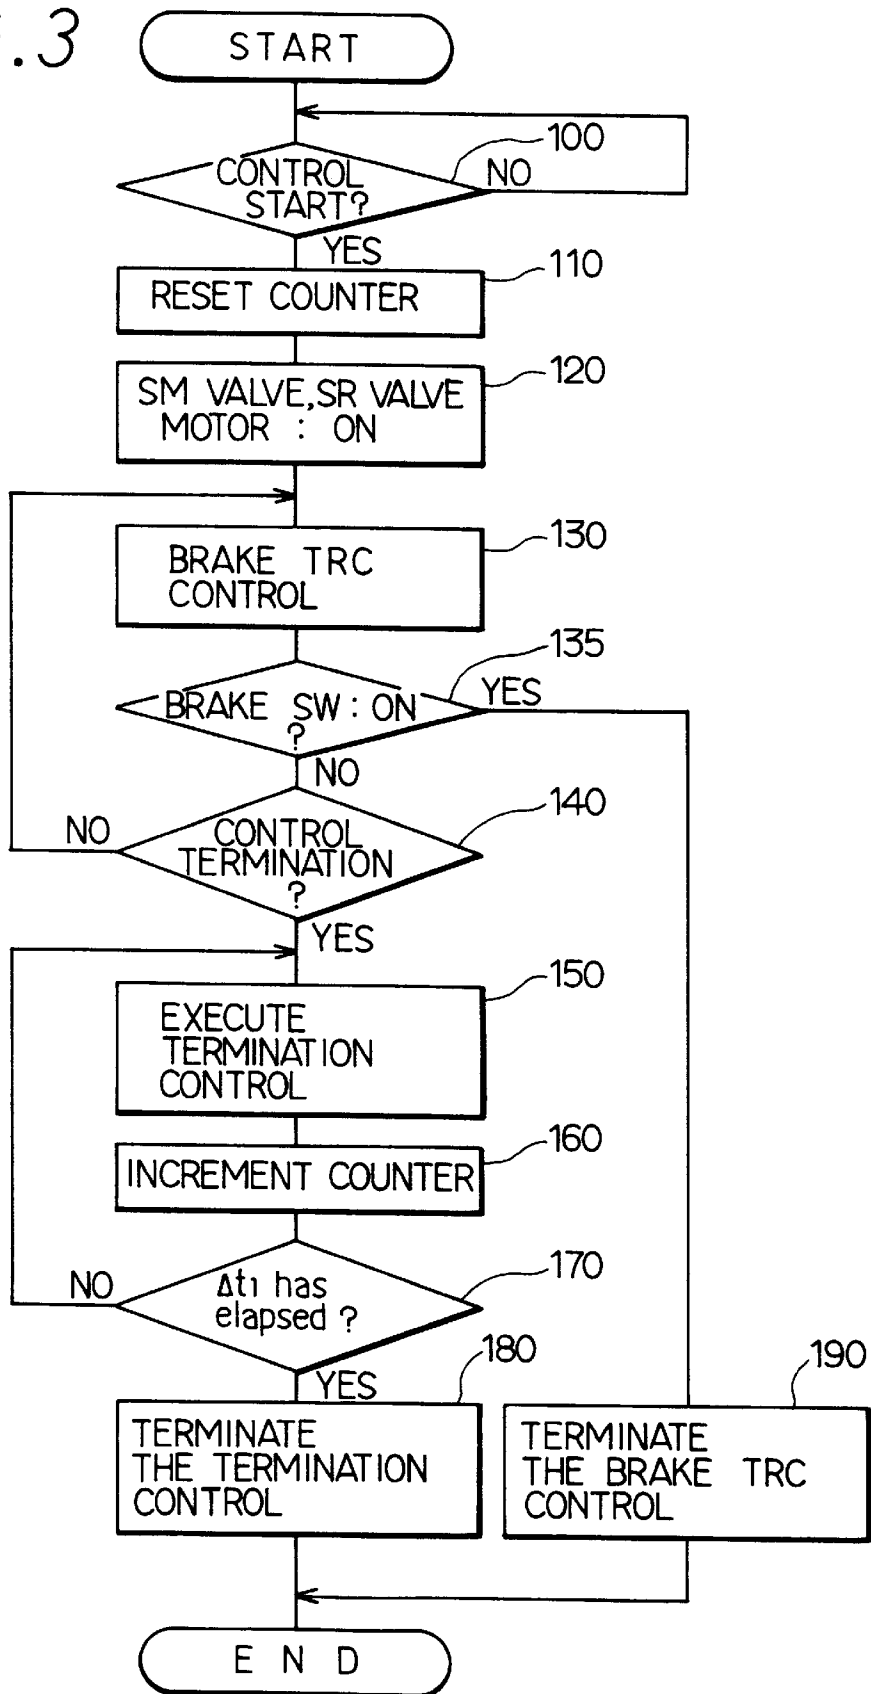 .3
START
100
CONTROL
START?
NO
YES
110
RESET COUNTER
120
SM VALVE,SR VALVE
MOTOR : ON
130
BRAKE TRC
CONTROL
135
BRAKE SW : ON
?
YES
NO
140
CONTROL
TERMINATION
?
NO
YES
150
EXECUTE
TERMINATION
CONTROL
160
INCREMENT COUNTER
170
Δt1 has
elapsed ?
NO
YES
180
TERMINATE
THE TERMINATION
CONTROL
190
TERMINATE
THE BRAKE TRC
CONTROL
END